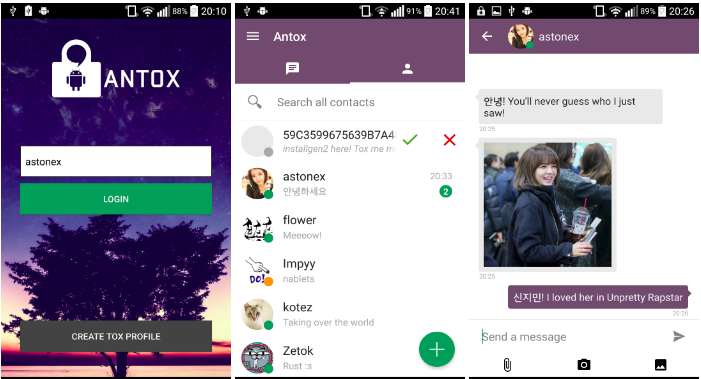 88% 20:10
ANTOX
astonex
LOGIN
CREATE TOX PROFILE
91% 20:41
Antox
Search all contacts
59C3599675639B7A4
installgen2 here! Tox me m
astonex
20:33
안녕하세요
2
flower
Meeeow!
Impyy
DO!
nablets
kotez
Taking over the world
Zetok
Rust :3
89% 20:26
astonex
안녕! You'll never guess who I just
saw!
20:25
20:25
신지민! I loved her in Unpretty Rapstar
20:26
Send a message